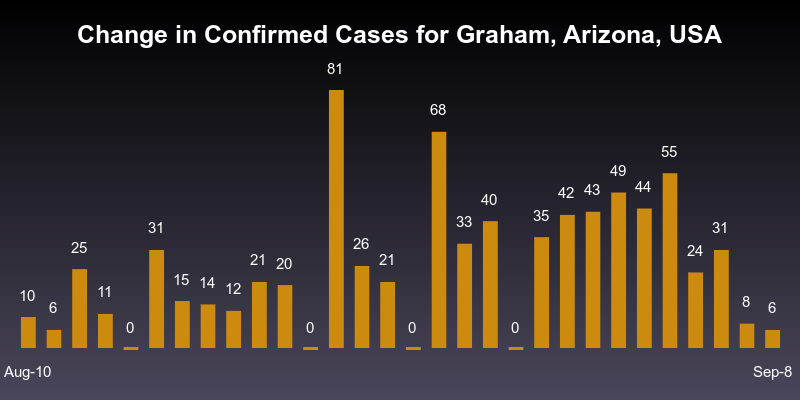 Change in Confirmed Cases for Graham, Arizona, USA
10 6 25 11 0 31 15 14 12 21 20 0 81 26 21 0 68 33 40 0 35 42 43 49 44 55 24 31 8 6
Aug-10 Sep-8